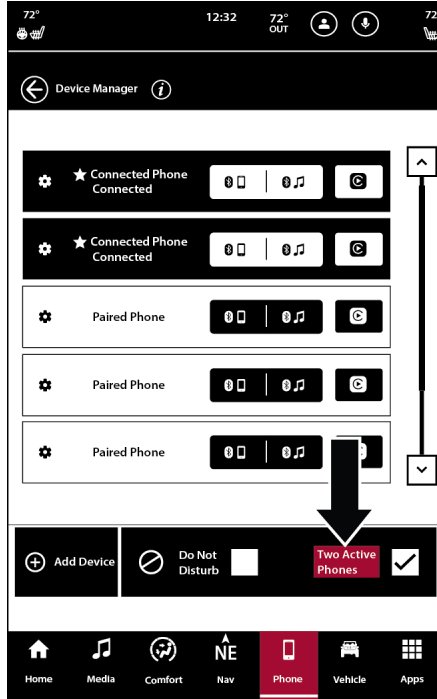 72°
12:32
72°
OUT
72
Device Manager
i
Connected Phone
Connected
Connected Phone
Connected
Paired Phone
Paired Phone
Paired Phone
Add Device
Do Not
Disturb
Two Active
Phones
NE
Home
Media
Comfort
Nav
Phone
Vehicle
Apps